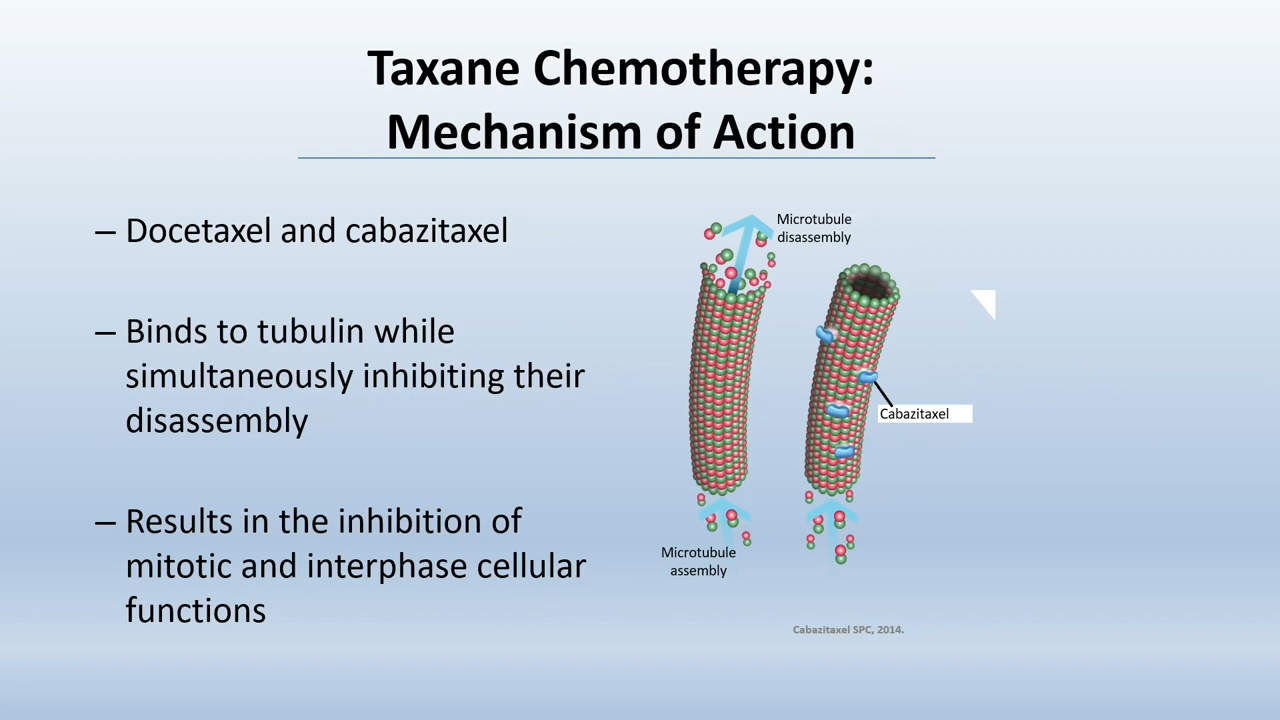 Taxane Chemotherapy:
Mechanism of Action
– Docetaxel and cabazitaxel
– Binds to tubulin while
simultaneously inhibiting their
disassembly
– Results in the inhibition of
mitotic and interphase cellular
functions
Microtubule
disassembly
Cabazitaxel
Microtubule
assembly
Cabazitaxel SPC, 2014.